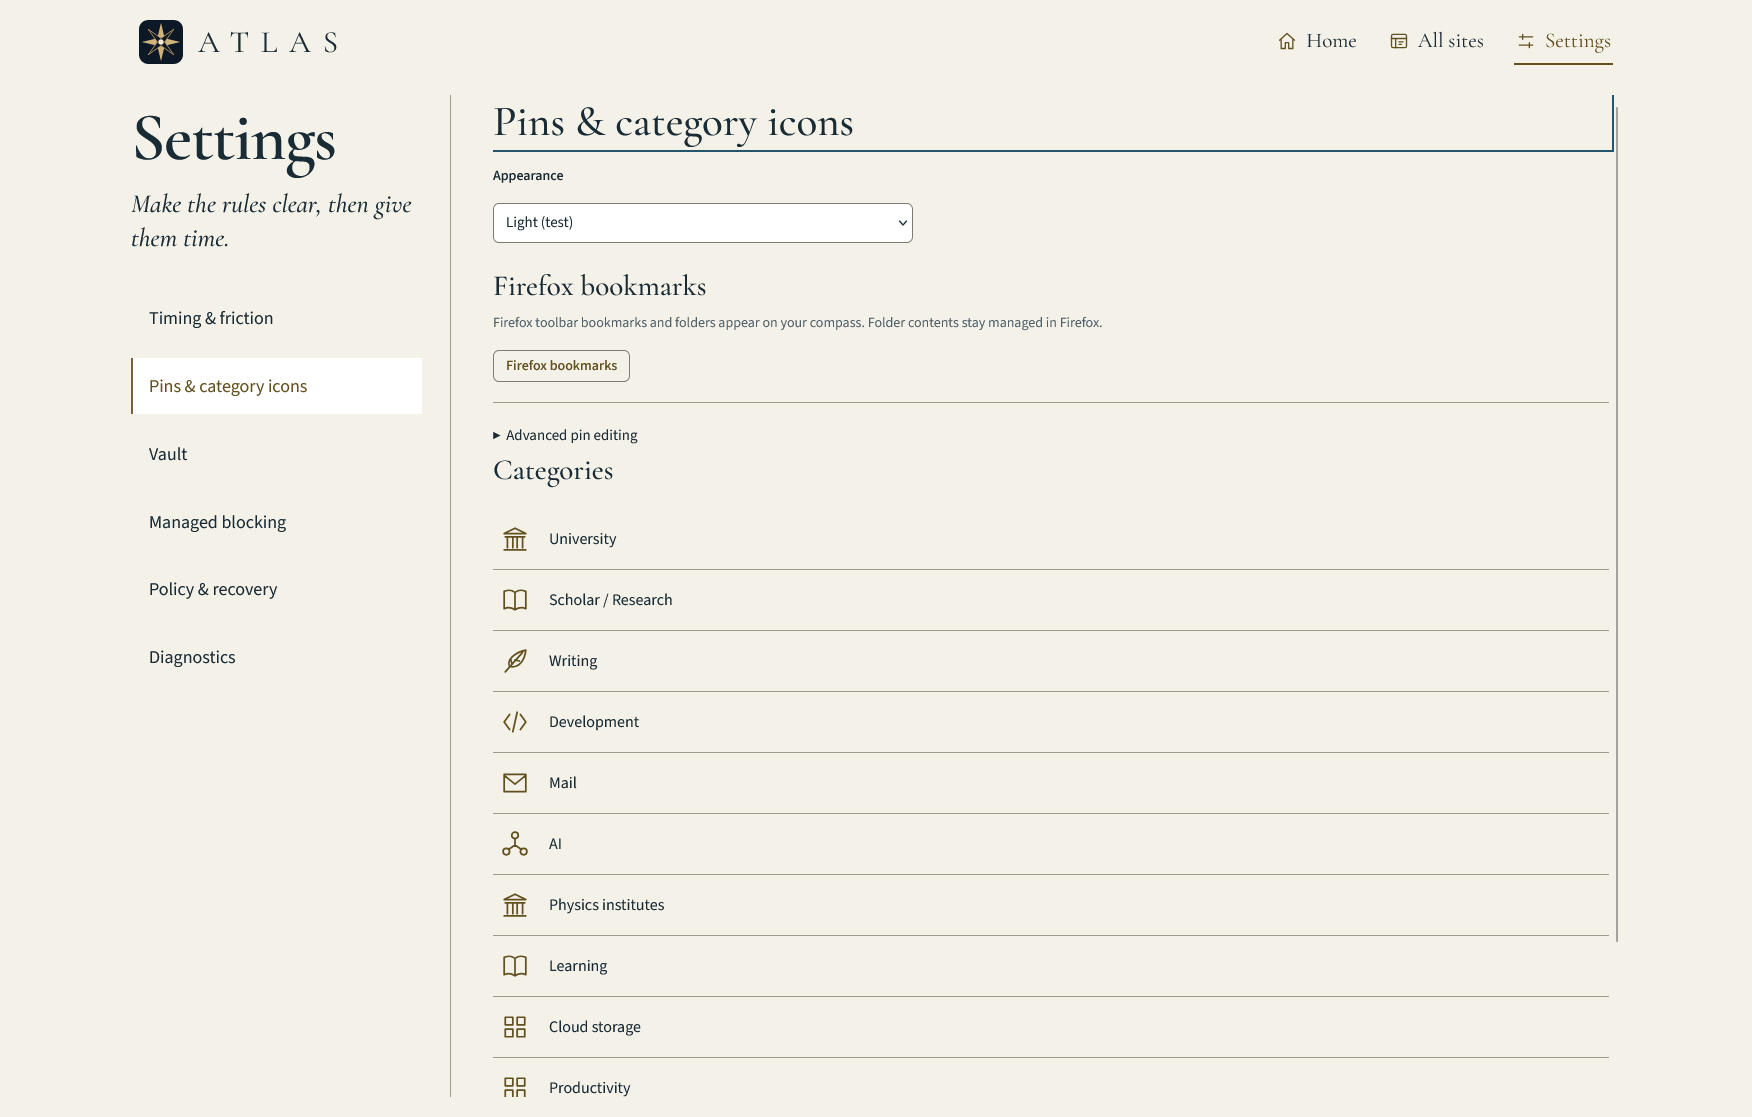 ATLAS
Home
All sites
Settings
Settings
Make the rules clear, then give
them time.
Timing & friction
Pins & category icons
Vault
Managed blocking
Policy & recovery
Diagnostics
Pins & category icons
Appearance
Light (test)
Firefox bookmarks
Firefox toolbar bookmarks and folders appear on your compass. Folder contents stay managed in Firefox.
Firefox bookmarks
Advanced pin editing
Categories
University
Scholar / Research
Writing
Development
Mail
AI
Physics institutes
Learning
Cloud storage
Productivity